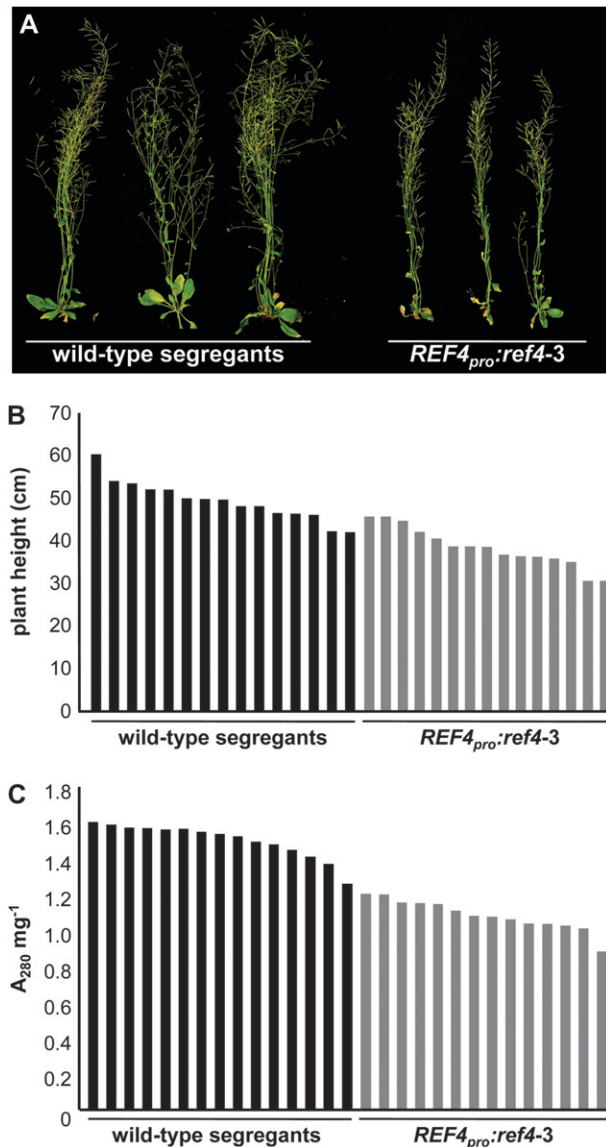 A
wild-type segregants
REF4pro:ref4-3
B
plant height (cm)
70
60
50
40
30
20
10
0
wild-type segregants
REF4pro:ref4-3
C
A280 mg-1
1.8
1.6
1.4
1.2
1.0
0.8
0.6
0.4
0.2
0
wild-type segregants
REF4pro:ref4-3